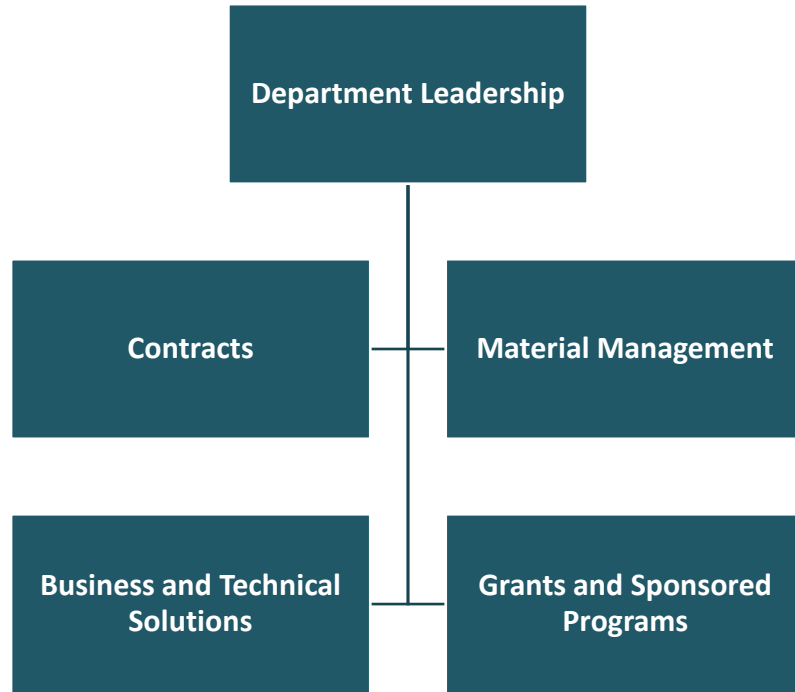 Department Leadership
Contracts
Material Management
Business and Technical
Solutions
Grants and Sponsored
Programs